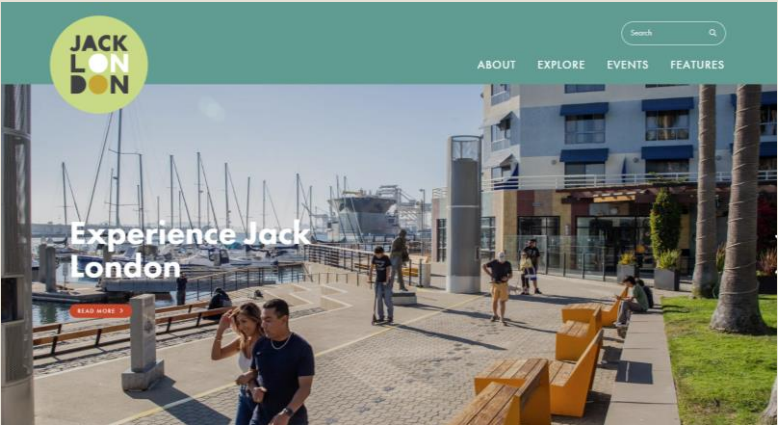 JACK
LON
DON
Search
ABOUT EXPLORE EVENTS FEATURES
Experience Jack
London
READ MORE